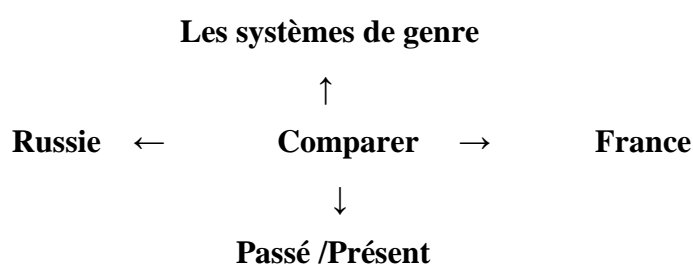 Les systèmes de genre
↑
Russie ← Comparer → France
↓
Passé /Présent